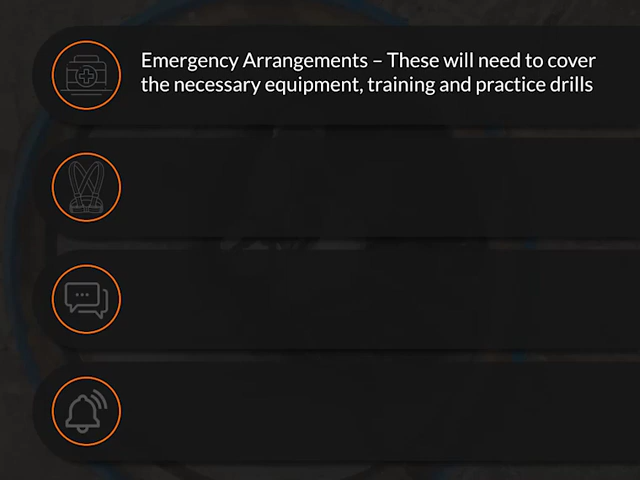 Emergency Arrangements – These will need to cover
the necessary equipment, training and practice drills